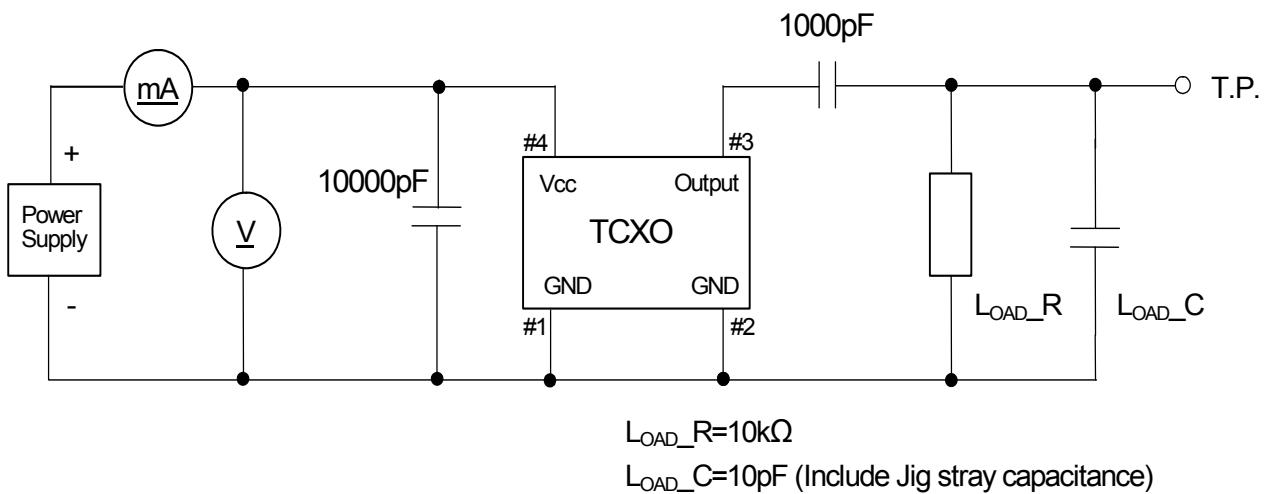 1000pF
mA
T.P.
#4
#3
+
10000pF
Vcc
Output
Power
Supply
V
TCXO
GND
GND
-
LOAD_R
LOAD_C
#1
#2
LOAD_R=10kΩ
LOAD_C=10pF (Include Jig stray capacitance)